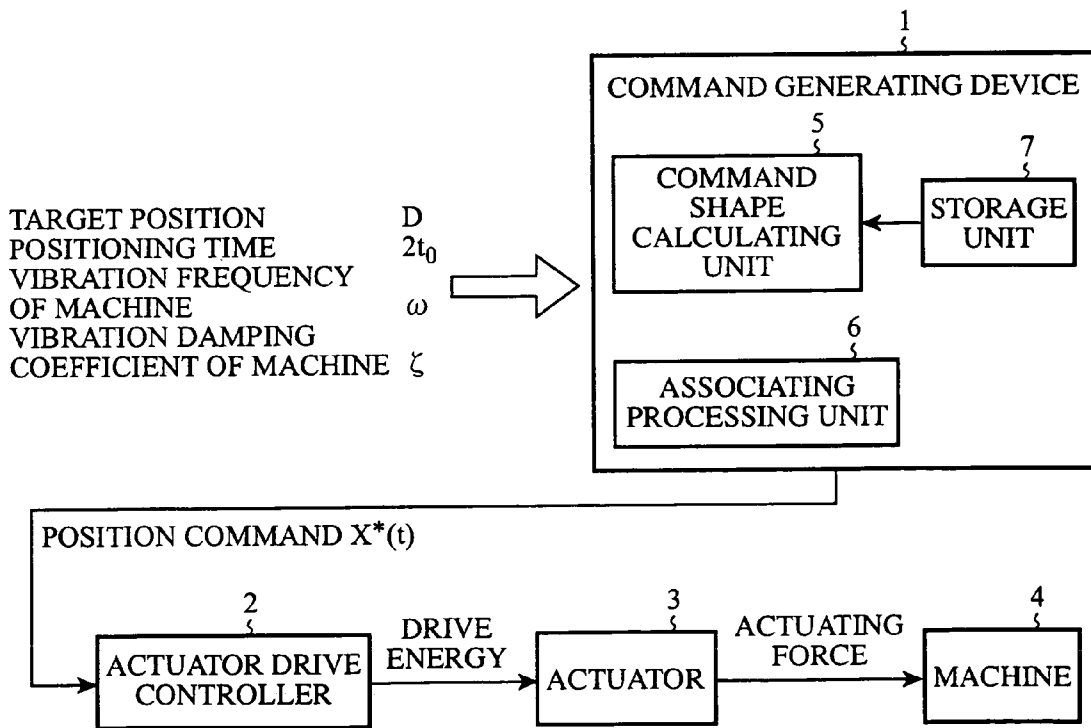 1
COMMAND GENERATING DEVICE
5
COMMAND
SHAPE
CALCULATING
UNIT
7
STORAGE
UNIT
TARGET POSITION D
POSITIONING TIME 2t₀
VIBRATION FREQUENCY
OF MACHINE ω
VIBRATION DAMPING
COEFFICIENT OF MACHINE ζ
6
ASSOCIATING
PROCESSING UNIT
POSITION COMMAND X*(t)
2
ACTUATOR DRIVE
CONTROLLER
DRIVE
ENERGY
3
ACTUATOR
ACTUATING
FORCE
4
MACHINE